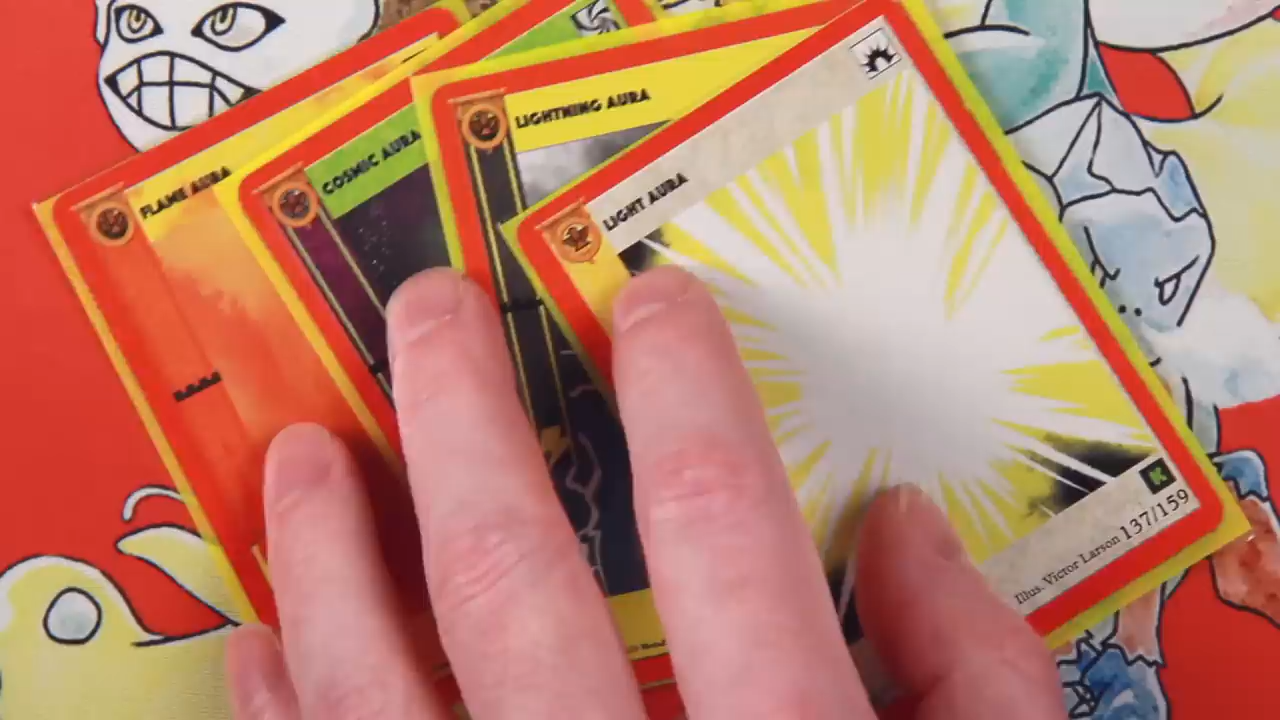 FLAME AURA
COSMIC AURA
LIGHTNING AURA
LIGHT AURA
K
Illus. Victor Larson 137/159